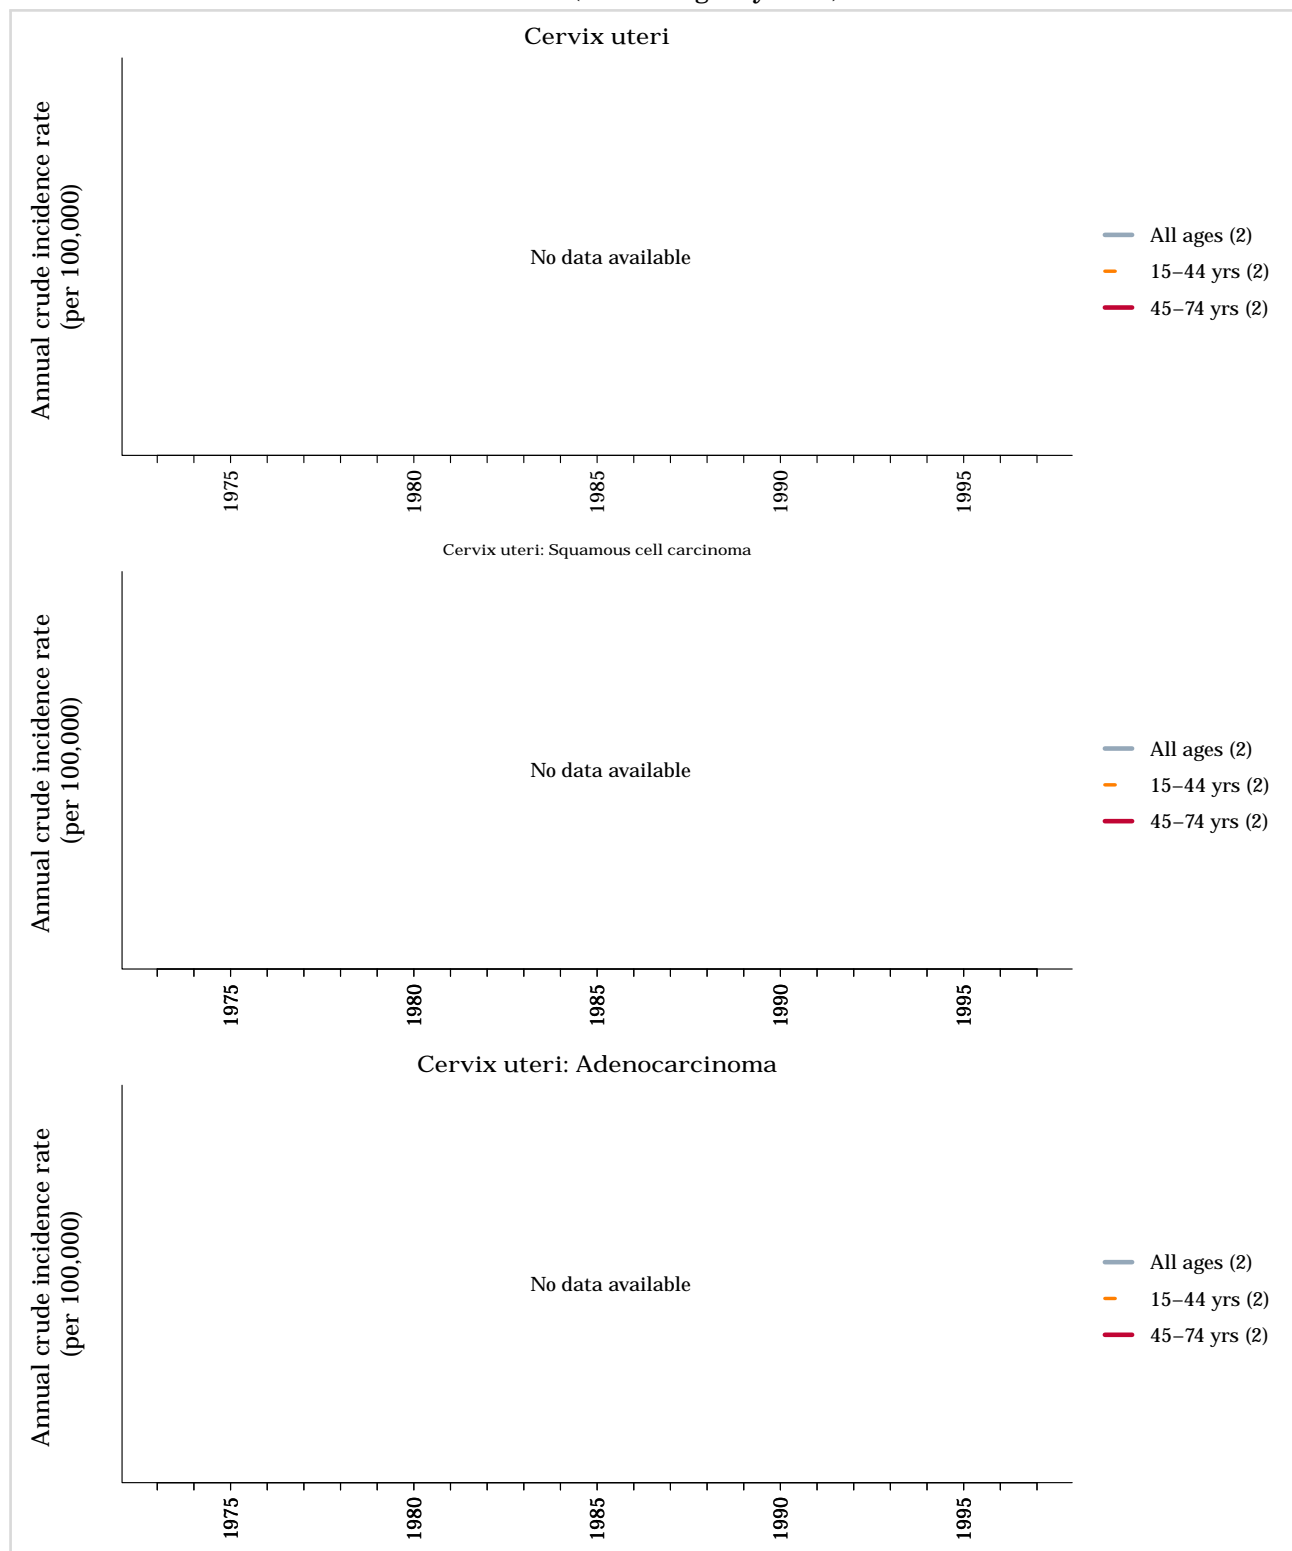 Cervix uteri
Annual crude incidence rate
(per 100,000)
No data available
All ages (2)
15–44 yrs (2)
45–74 yrs (2)
1975
1980
1985
1990
1995
Cervix uteri: Squamous cell carcinoma
Annual crude incidence rate
(per 100,000)
No data available
All ages (2)
15–44 yrs (2)
45–74 yrs (2)
1975
1980
1985
1990
1995
Cervix uteri: Adenocarcinoma
Annual crude incidence rate
(per 100,000)
No data available
All ages (2)
15–44 yrs (2)
45–74 yrs (2)
1975
1980
1985
1990
1995